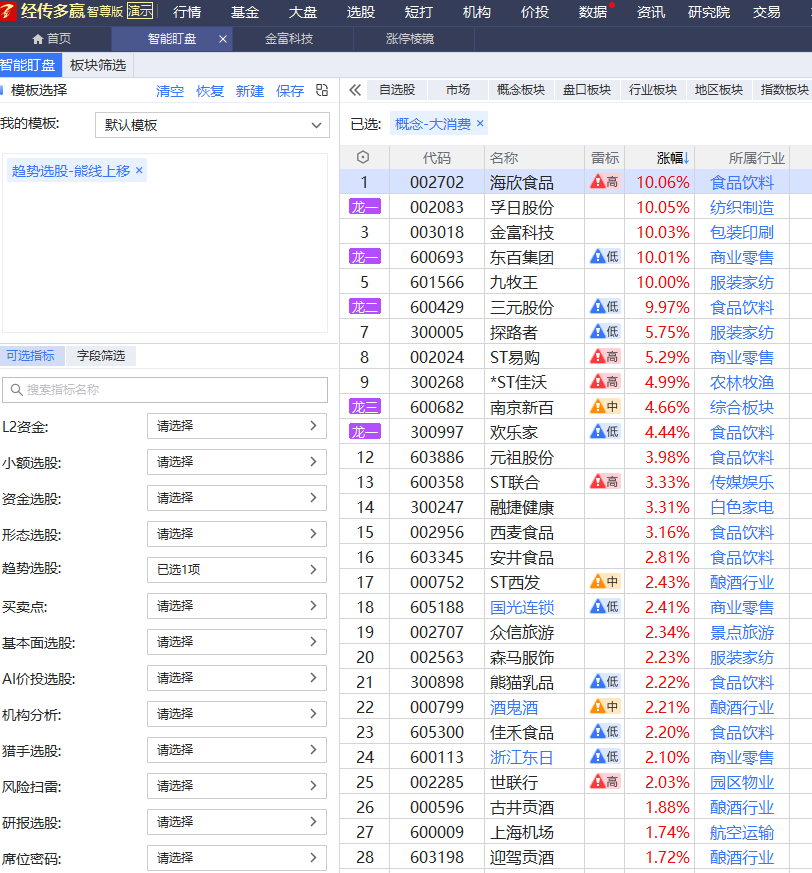 经传多赢 智尊版 演示 行情 基金 大盘 选股 短打 机构 价投 数据 资讯 研究院 交易
首页 智能盯盘 × 金富科技 涨停棱镜
智能盯盘 板块筛选
模板选择 清空 恢复 新建 保存
我的模板: 默认模板
趋势选股-熊线上移 ×
可选指标 字段筛选
搜索指标名称
L2资金: 请选择
小额选股: 请选择
资金选股: 请选择
形态选股: 请选择
趋势选股: 已选1项
买卖点: 请选择
基本面选股: 请选择
AI价投选股: 请选择
机构分析: 请选择
猎手选股: 请选择
风险扫雷: 请选择
研报选股: 请选择
席位密码: 请选择
自选股 市场 概念板块 盘口板块 行业板块 地区板块 指数板块
已选: 概念-大消费 ×
代码 名称 雷标 涨幅↓ 所属行业
1 002702 海欣食品 高 10.06% 食品饮料
龙一 002083 孚日股份 10.05% 纺织制造
3 003018 金富科技 10.03% 包装印刷
龙一 600693 东百集团 低 10.01% 商业零售
5 601566 九牧王 10.00% 服装家纺
龙二 600429 三元股份 低 9.97% 食品饮料
7 300005 探路者 低 5.75% 服装家纺
8 002024 ST易购 高 5.29% 商业零售
9 300268 *ST佳沃 高 4.99% 农林牧渔
龙三 600682 南京新百 中 4.66% 综合板块
龙一 300997 欢乐家 低 4.44% 食品饮料
12 603886 元祖股份 3.98% 食品饮料
13 600358 ST联合 高 3.33% 传媒娱乐
14 300247 融捷健康 3.31% 白色家电
15 002956 西麦食品 3.16% 食品饮料
16 603345 安井食品 2.81% 食品饮料
17 000752 ST西发 中 2.43% 酿酒行业
18 605188 国光连锁 低 2.41% 商业零售
19 002707 众信旅游 2.34% 景点旅游
20 002563 森马服饰 2.23% 服装家纺
21 300898 熊猫乳品 低 2.22% 食品饮料
22 000799 酒鬼酒 中 2.21% 酿酒行业
23 605300 佳禾食品 低 2.20% 食品饮料
24 600113 浙江东日 低 2.10% 商业零售
25 002285 世联行 高 2.03% 园区物业
26 000596 古井贡酒 1.88% 酿酒行业
27 600009 上海机场 1.74% 航空运输
28 603198 迎驾贡酒 1.72% 酿酒行业